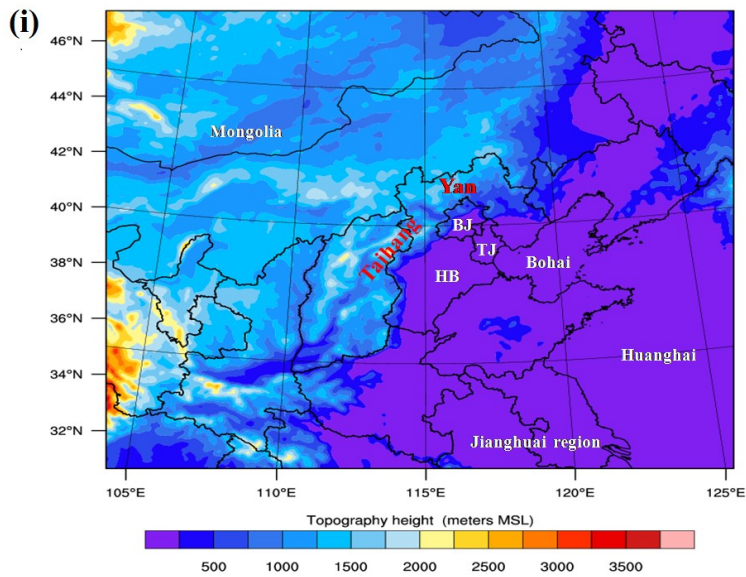 (i)
46°N
44°N
Mongolia
42°N
Yan
40°N
BJ
Taihang
TJ
38°N
Bohai
HB
36°N
Huanghai
34°N
32°N
Jianghuai region
105°E 110°E 115°E 120°E 125°E
Topography height (meters MSL)
500 1000 1500 2000 2500 3000 3500